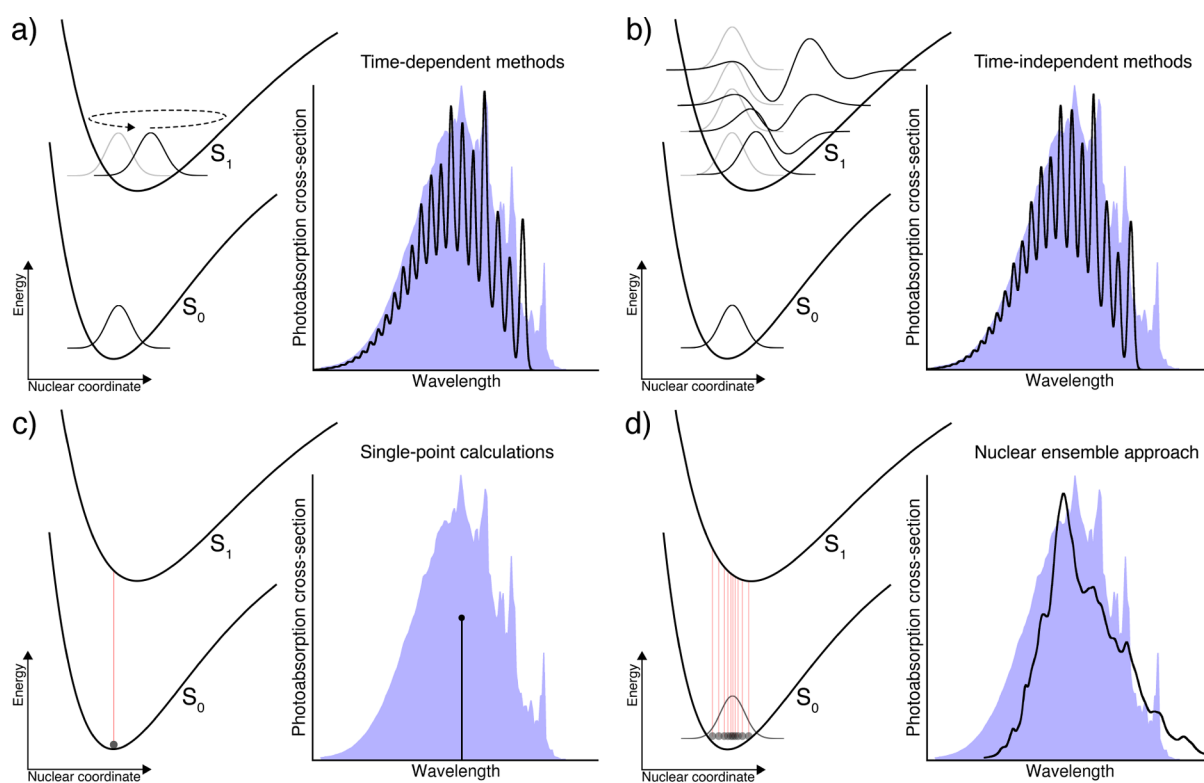 a)
Time-dependent methods
S1
S0
Energy
Nuclear coordinate
Photoabsorption cross-section
Wavelength
b)
Time-independent methods
S1
S0
Energy
Nuclear coordinate
Photoabsorption cross-section
Wavelength
c)
Single-point calculations
S1
S0
Energy
Nuclear coordinate
Photoabsorption cross-section
Wavelength
d)
Nuclear ensemble approach
S1
S0
Energy
Nuclear coordinate
Photoabsorption cross-section
Wavelength